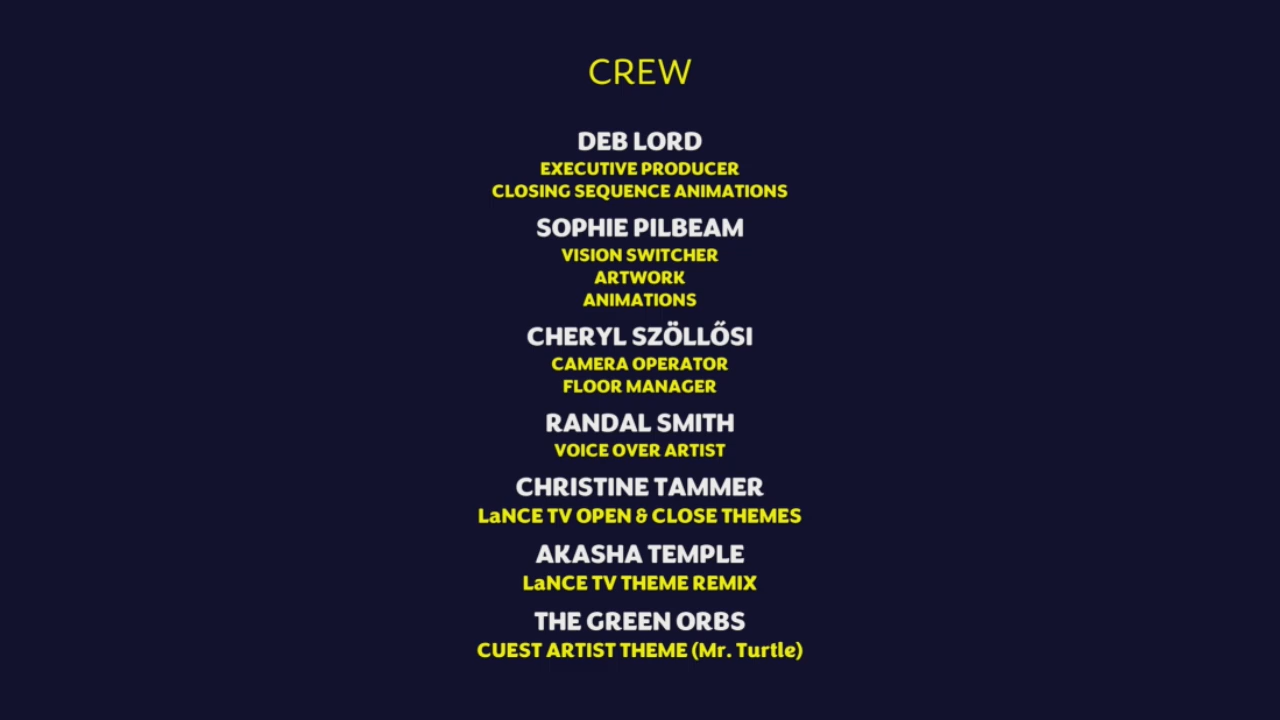 CREW
DEB LORD
EXECUTIVE PRODUCER
CLOSING SEQUENCE ANIMATIONS
SOPHIE PILBEAM
VISION SWITCHER
ARTWORK
ANIMATIONS
CHERYL SZÖLLŐSI
CAMERA OPERATOR
FLOOR MANAGER
RANDAL SMITH
VOICE OVER ARTIST
CHRISTINE TAMMER
LaNCE TV OPEN & CLOSE THEMES
AKASHA TEMPLE
LaNCE TV THEME REMIX
THE GREEN ORBS
CUEST ARTIST THEME (Mr. Turtle)